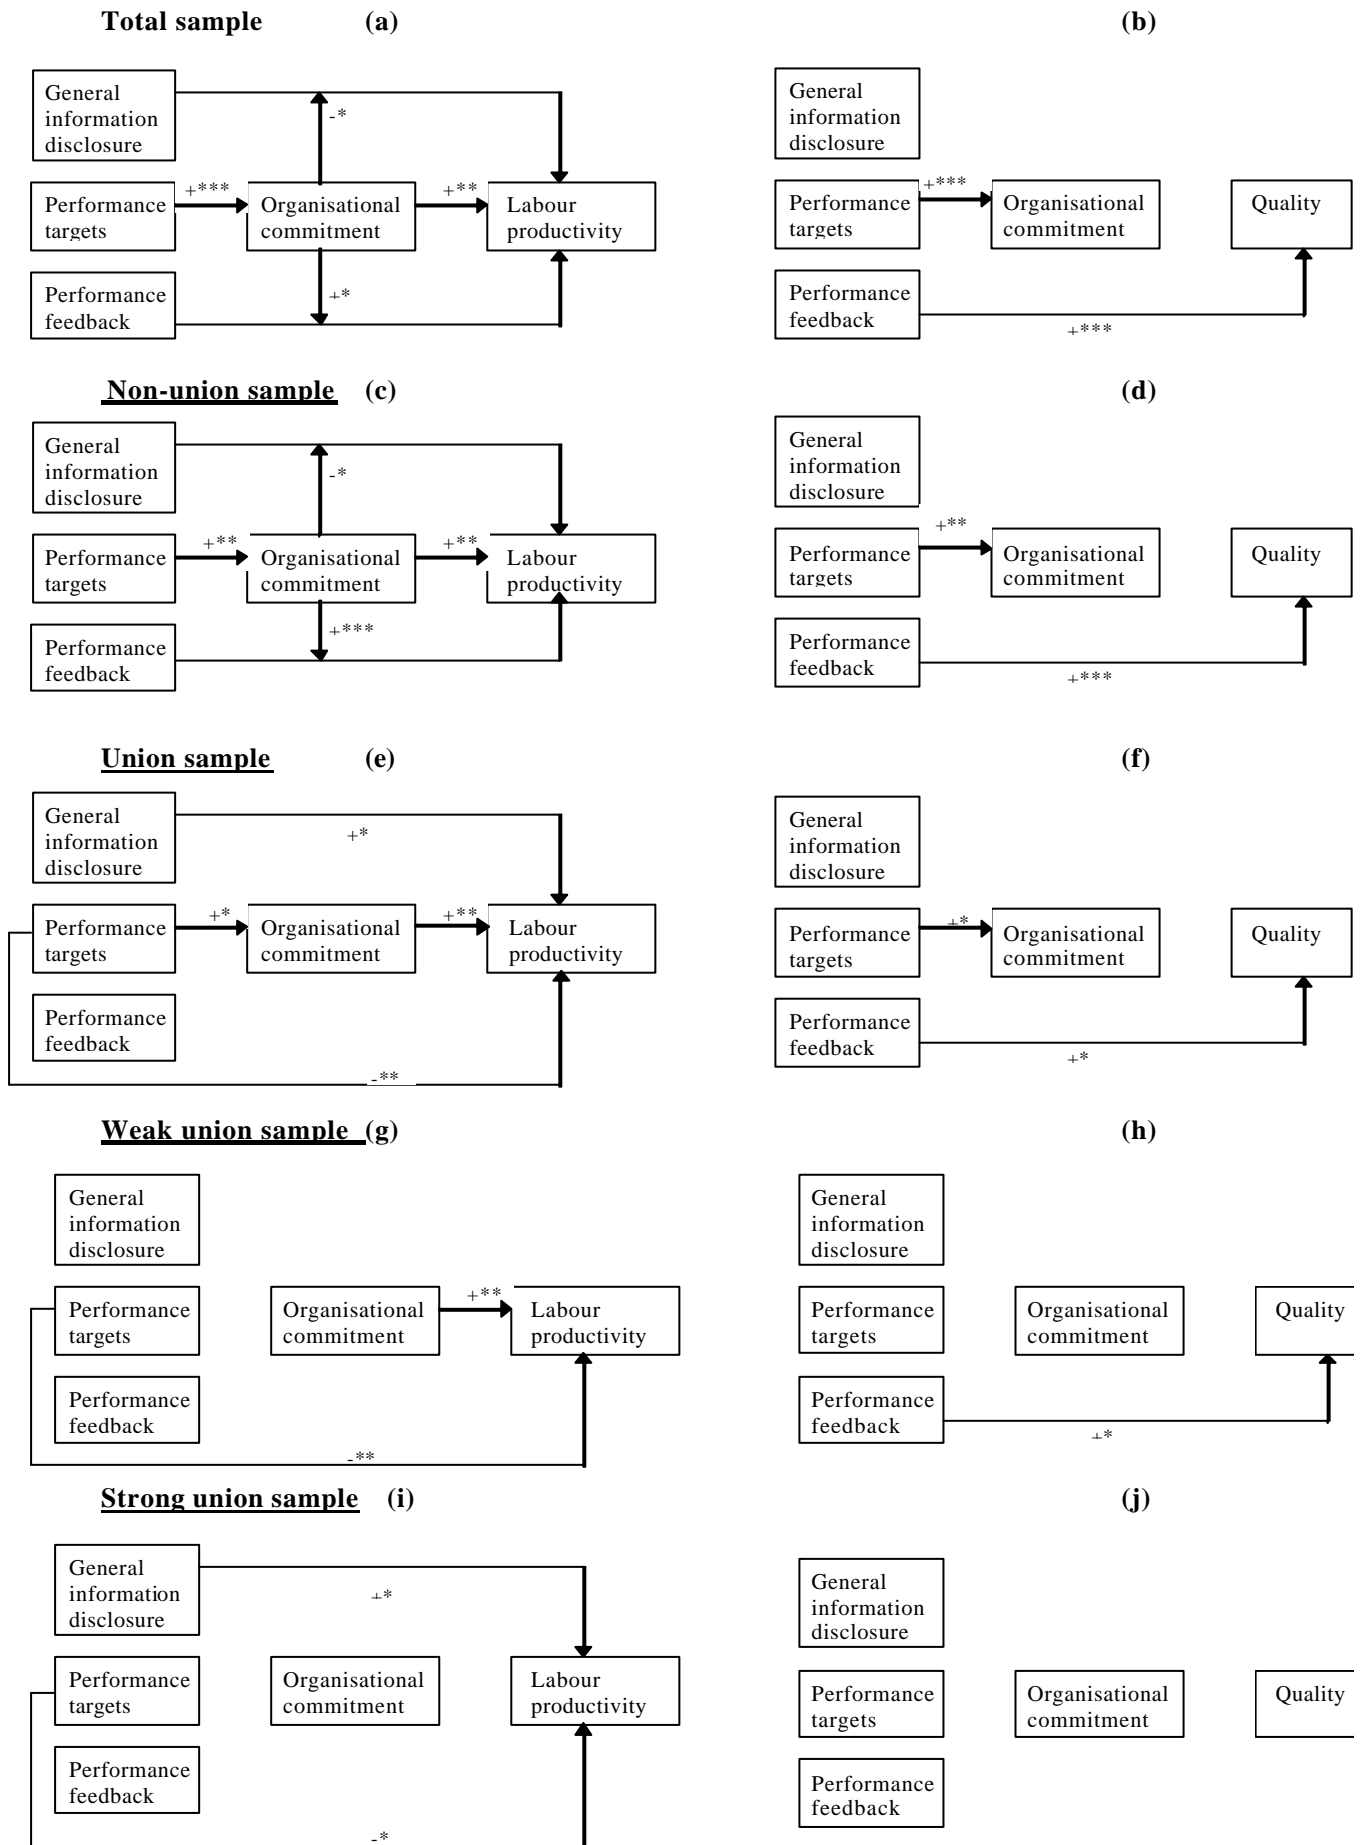 Total sample (a)
General
information
disclosure
-*
Performance
targets
+***
Organisational
commitment
+**
Labour
productivity
Performance
feedback
+*
(b)
General
information
disclosure
Performance
targets
+***
Organisational
commitment
Quality
Performance
feedback
+***
Non-union sample (c)
General
information
disclosure
-*
Performance
targets
+**
Organisational
commitment
+**
Labour
productivity
Performance
feedback
+***
(d)
General
information
disclosure
Performance
targets
+**
Organisational
commitment
Quality
Performance
feedback
+***
Union sample (e)
General
information
disclosure
+*
Performance
targets
+*
Organisational
commitment
+**
Labour
productivity
Performance
feedback
-**
(f)
General
information
disclosure
Performance
targets
+*
Organisational
commitment
Quality
Performance
feedback
+*
Weak union sample (g)
General
information
disclosure
Performance
targets
Organisational
commitment
+**
Labour
productivity
Performance
feedback
-**
(h)
General
information
disclosure
Performance
targets
Organisational
commitment
Quality
Performance
feedback
+*
Strong union sample (i)
General
information
disclosure
+*
Performance
targets
Organisational
commitment
Labour
productivity
Performance
feedback
-*
(j)
General
information
disclosure
Performance
targets
Organisational
commitment
Quality
Performance
feedback